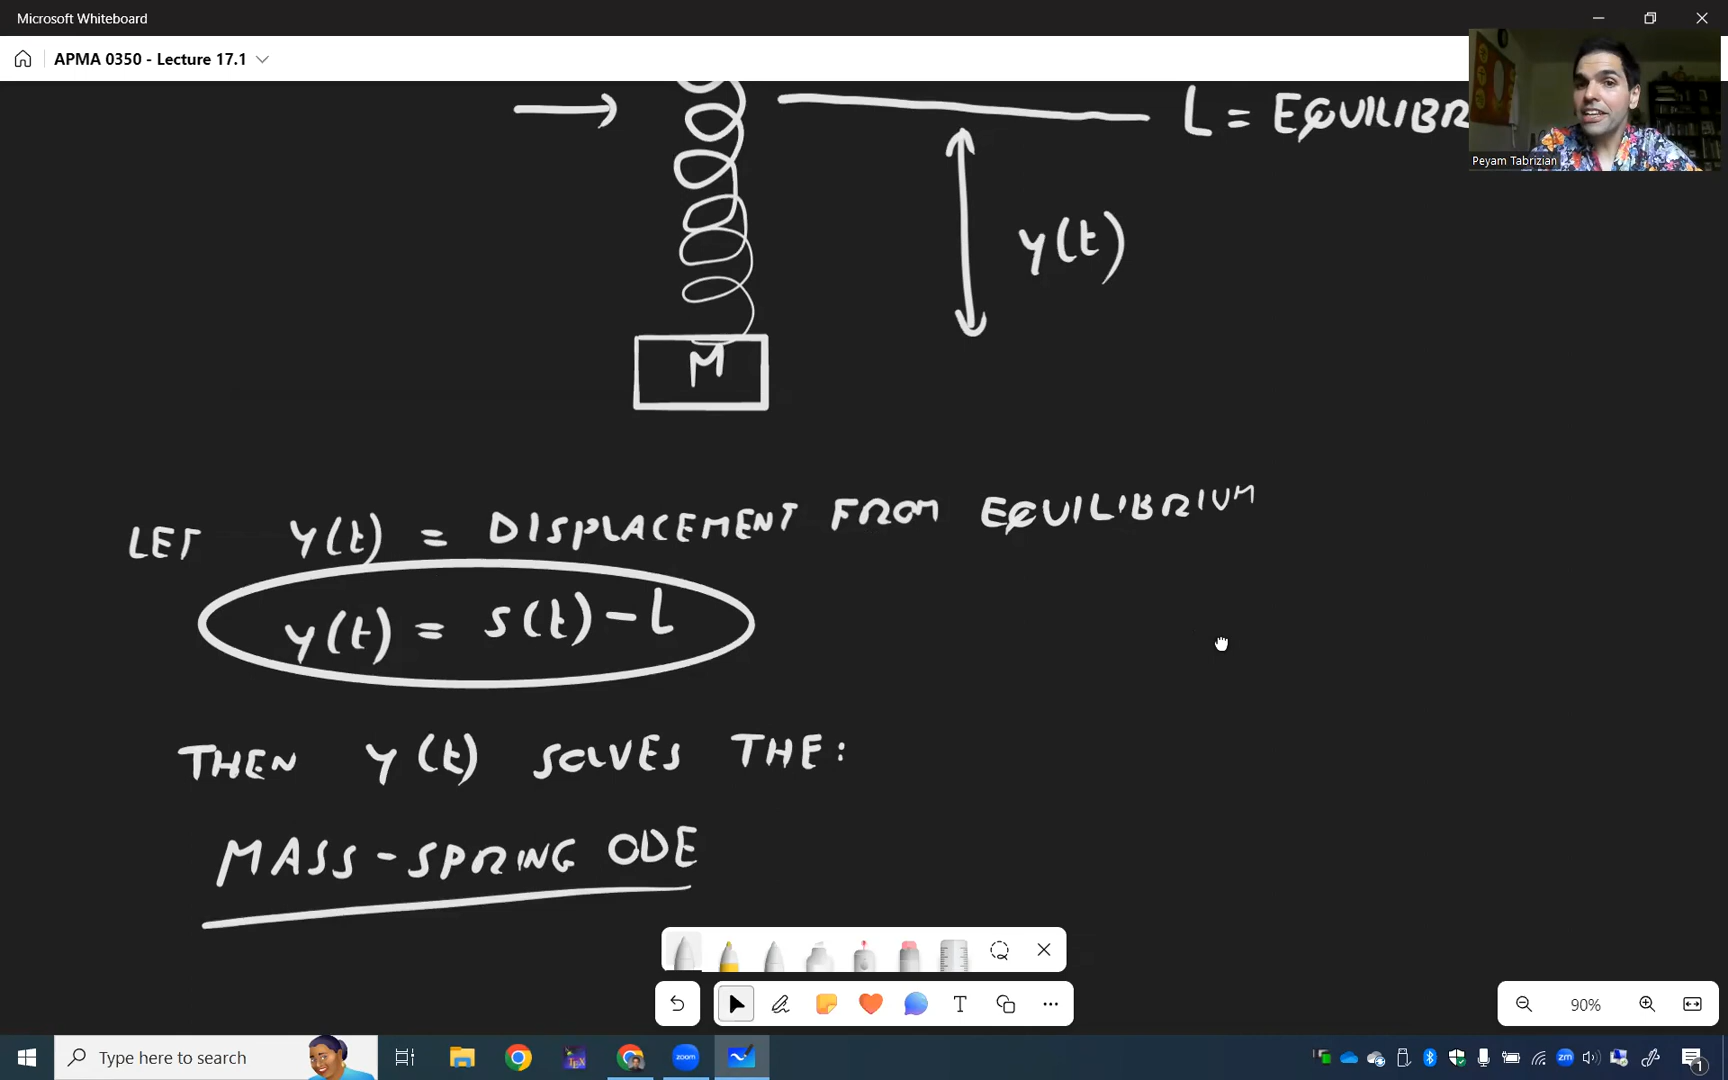 Microsoft Whiteboard
APMA 0350 - Lecture 17.1
L = EQUILIBR
Peyam Tabrizian
y(t)
M
LET y(t) = DISPLACEMENT FROM EQUILIBRIUM
y(t) = s(t) - L
THEN y(t) SOLVES THE:
MASS-SPRING ODE
90%
Type here to search